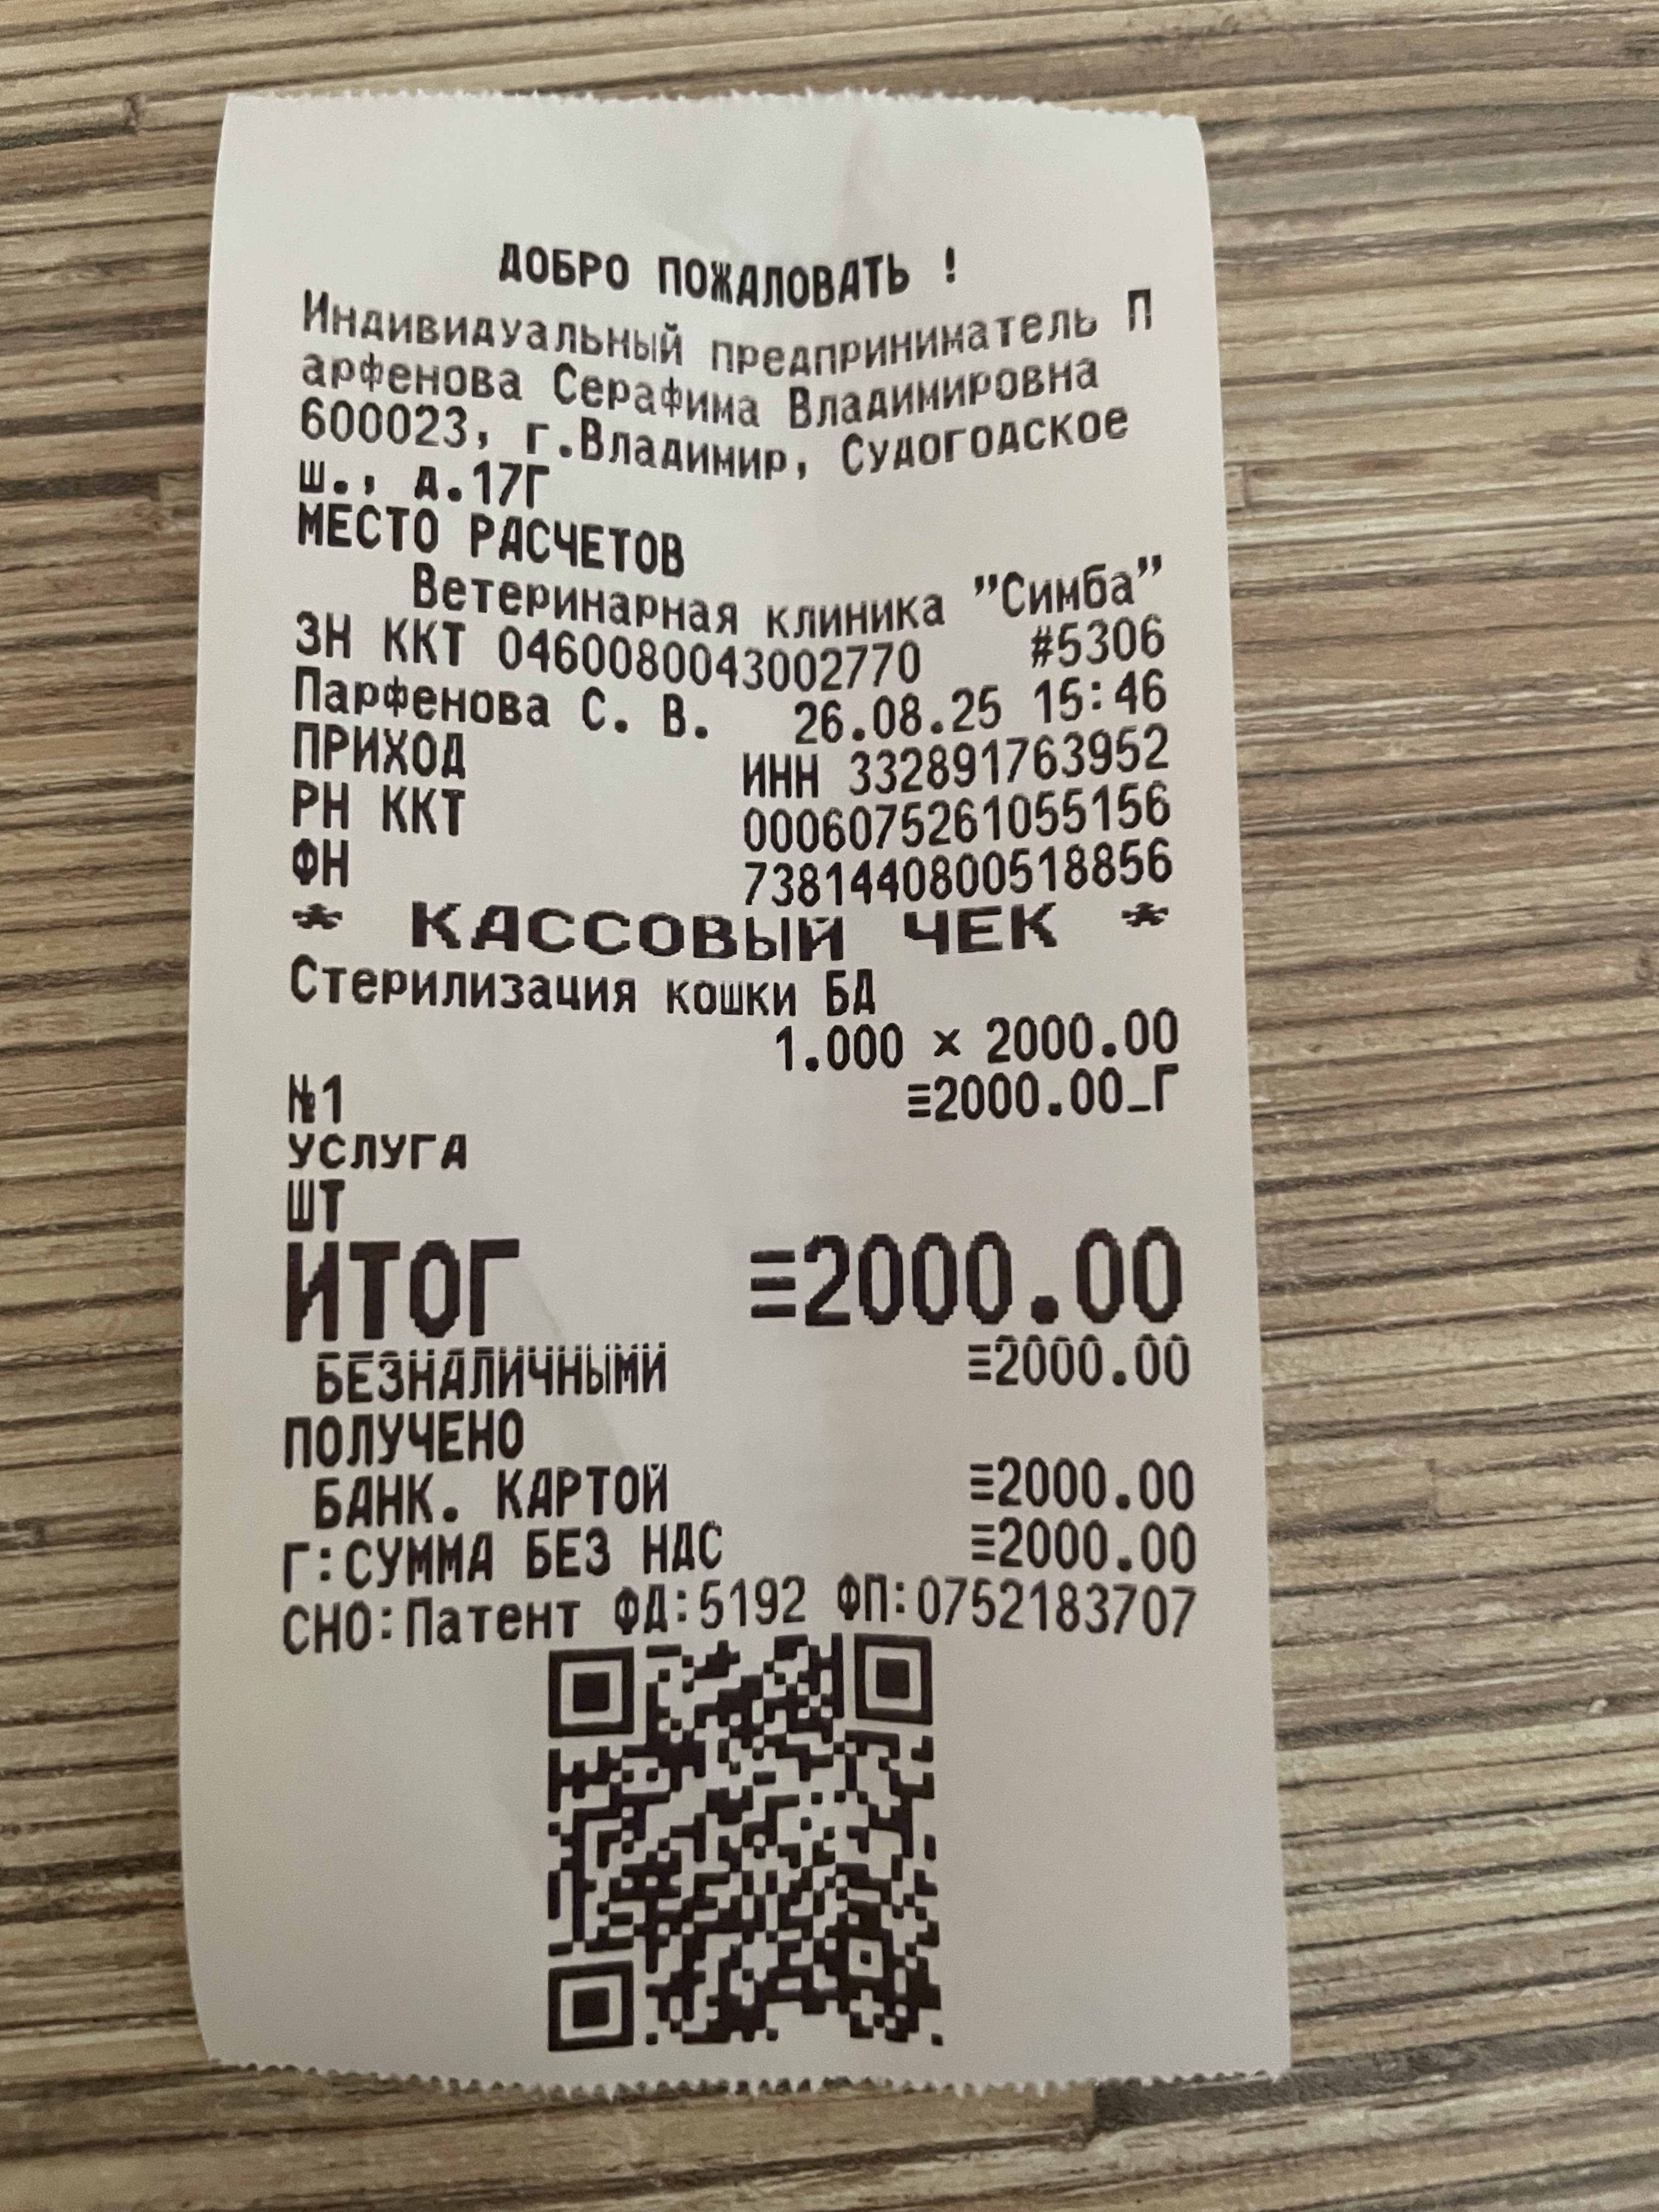 ДОБРО ПОЖАЛОВАТЬ !
Индивидуальный предприниматель П
арфенова Серафима Владимировна
600023, г.Владимир, Судогодское
ш., д.17Г
МЕСТО РАСЧЕТОВ
Ветеринарная клиника "Симба"
ЗН ККТ 0460080043002770 #5306
Парфенова С. В. 26.08.25 15:46
ПРИХОД ИНН 332891763952
РН ККТ 0006075261055156
ФН 7381440800518856
* КАССОВЫЙ ЧЕК *
Стерилизация кошки БД
1.000 × 2000.00
№1 ≡2000.00_Г
УСЛУГА
ШТ
ИТОГ ≡2000.00
БЕЗНАЛИЧНЫМИ ≡2000.00
ПОЛУЧЕНО
БАНК. КАРТОЙ ≡2000.00
Г:СУММА БЕЗ НДС ≡2000.00
СНО:Патент ФД:5192 ФП:0752183707